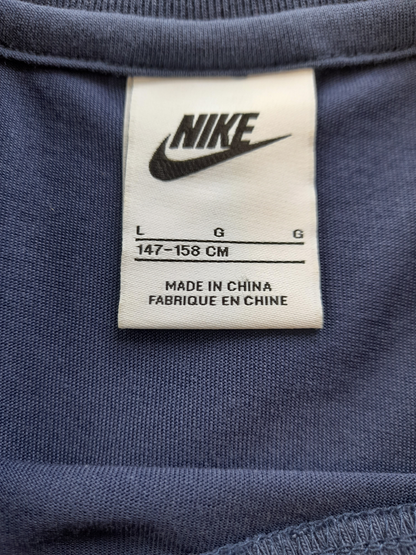 NIKE
L G G
147-158 CM
MADE IN CHINA
FABRIQUE EN CHINE